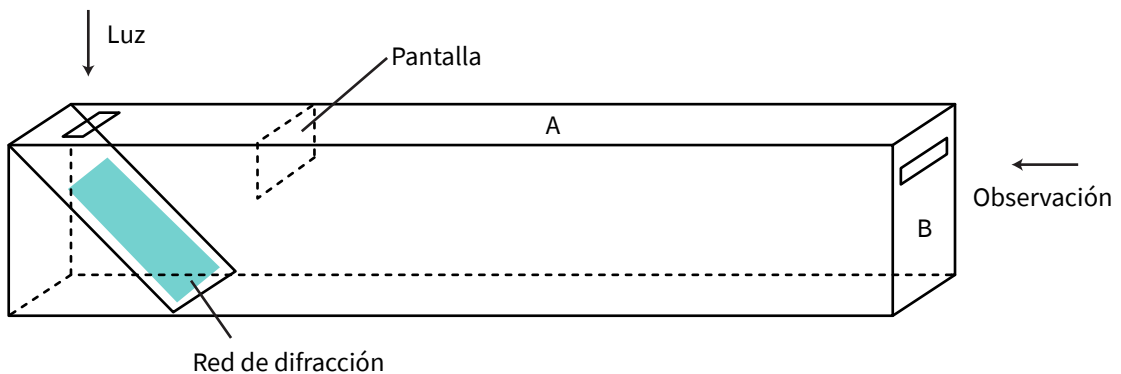 Luz
Pantalla
A
Observación
B
Red de difracción